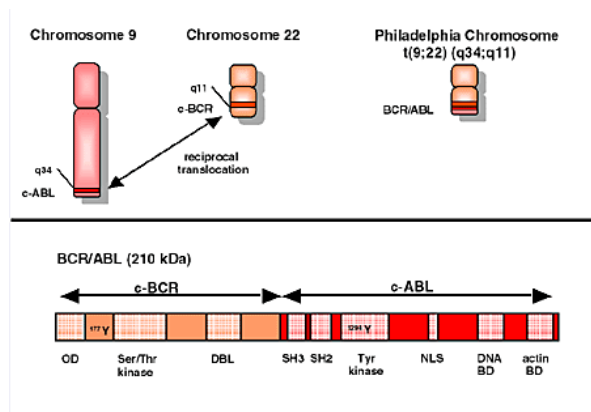 Chromosome 9
Chromosome 22
Philadelphia Chromosome
t(9;22) (q34;q11)
q11
c-BCR
BCR/ABL
reciprocal
translocation
q34
c-ABL
BCR/ABL (210 kDa)
c-BCR
c-ABL
177 Y
1294 Y
OD
Ser/Thr
kinase
DBL
SH3
SH2
Tyr
kinase
NLS
DNA
BD
actin
BD